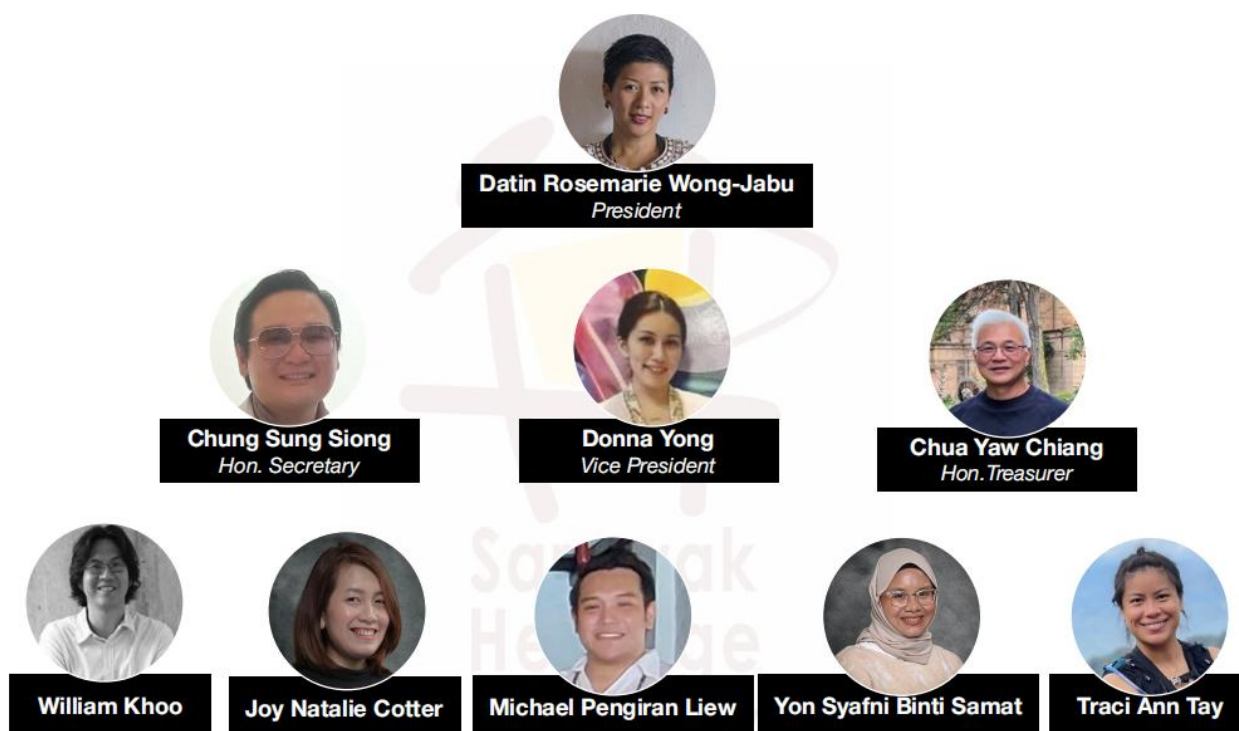 Datin Rosemarie Wong-Jabu
President
Chung Sung Siong
Hon. Secretary
Donna Yong
Vice President
Chua Yaw Chiang
Hon.Treasurer
William Khoo
Joy Natalie Cotter
Michael Pengiran Liew
Yon Syafni Binti Samat
Traci Ann Tay